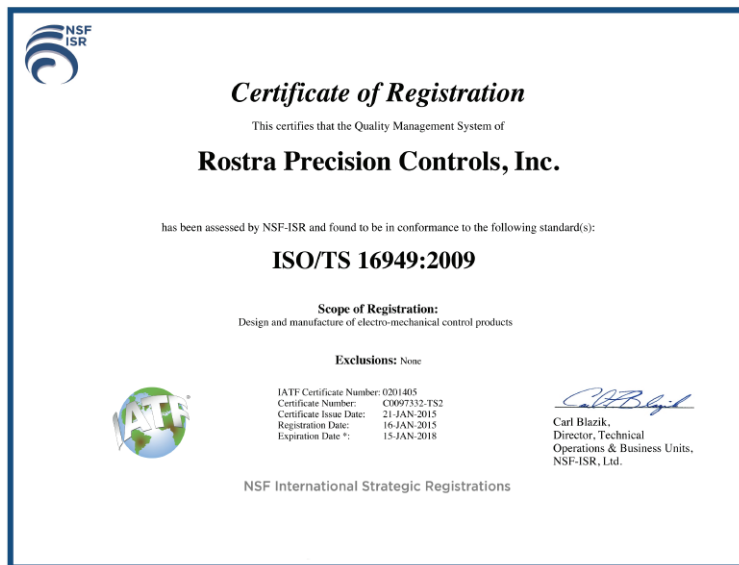 NSF
ISR
Certificate of Registration
This certifies that the Quality Management System of
Rostra Precision Controls, Inc.
has been assessed by NSF-ISR and found to be in conformance to the following standard(s):
ISO/TS 16949:2009
Scope of Registration:
Design and manufacture of electro-mechanical control products
Exclusions: None
IATF
IATF Certificate Number: 0201405
Certificate Number: C0097332-TS2
Certificate Issue Date: 21-JAN-2015
Registration Date: 16-JAN-2015
Expiration Date *: 15-JAN-2018
Carl Blazik
Carl Blazik,
Director, Technical
Operations & Business Units,
NSF-ISR, Ltd.
NSF International Strategic Registrations